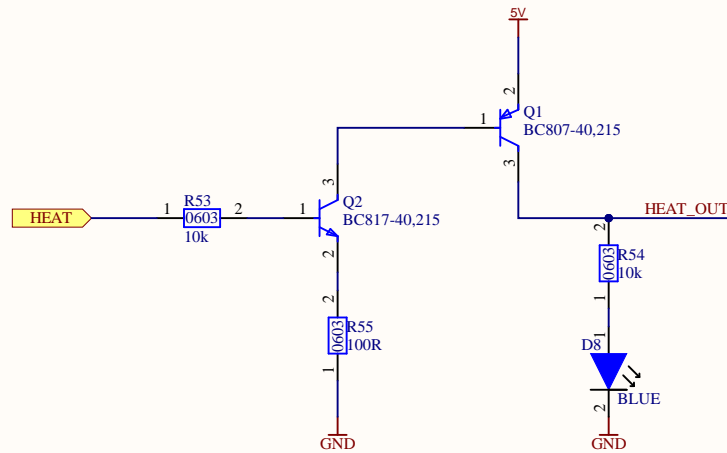 5V
2
Q1
1
BC807-40,215
3
3
Q2
HEAT
1
R53
0603
2
10k
1
BC817-40,215
2
HEAT_OUT
2
R54
0603
10k
1
2
R55
0603
100R
1
GND
1
D8
BLUE
2
GND